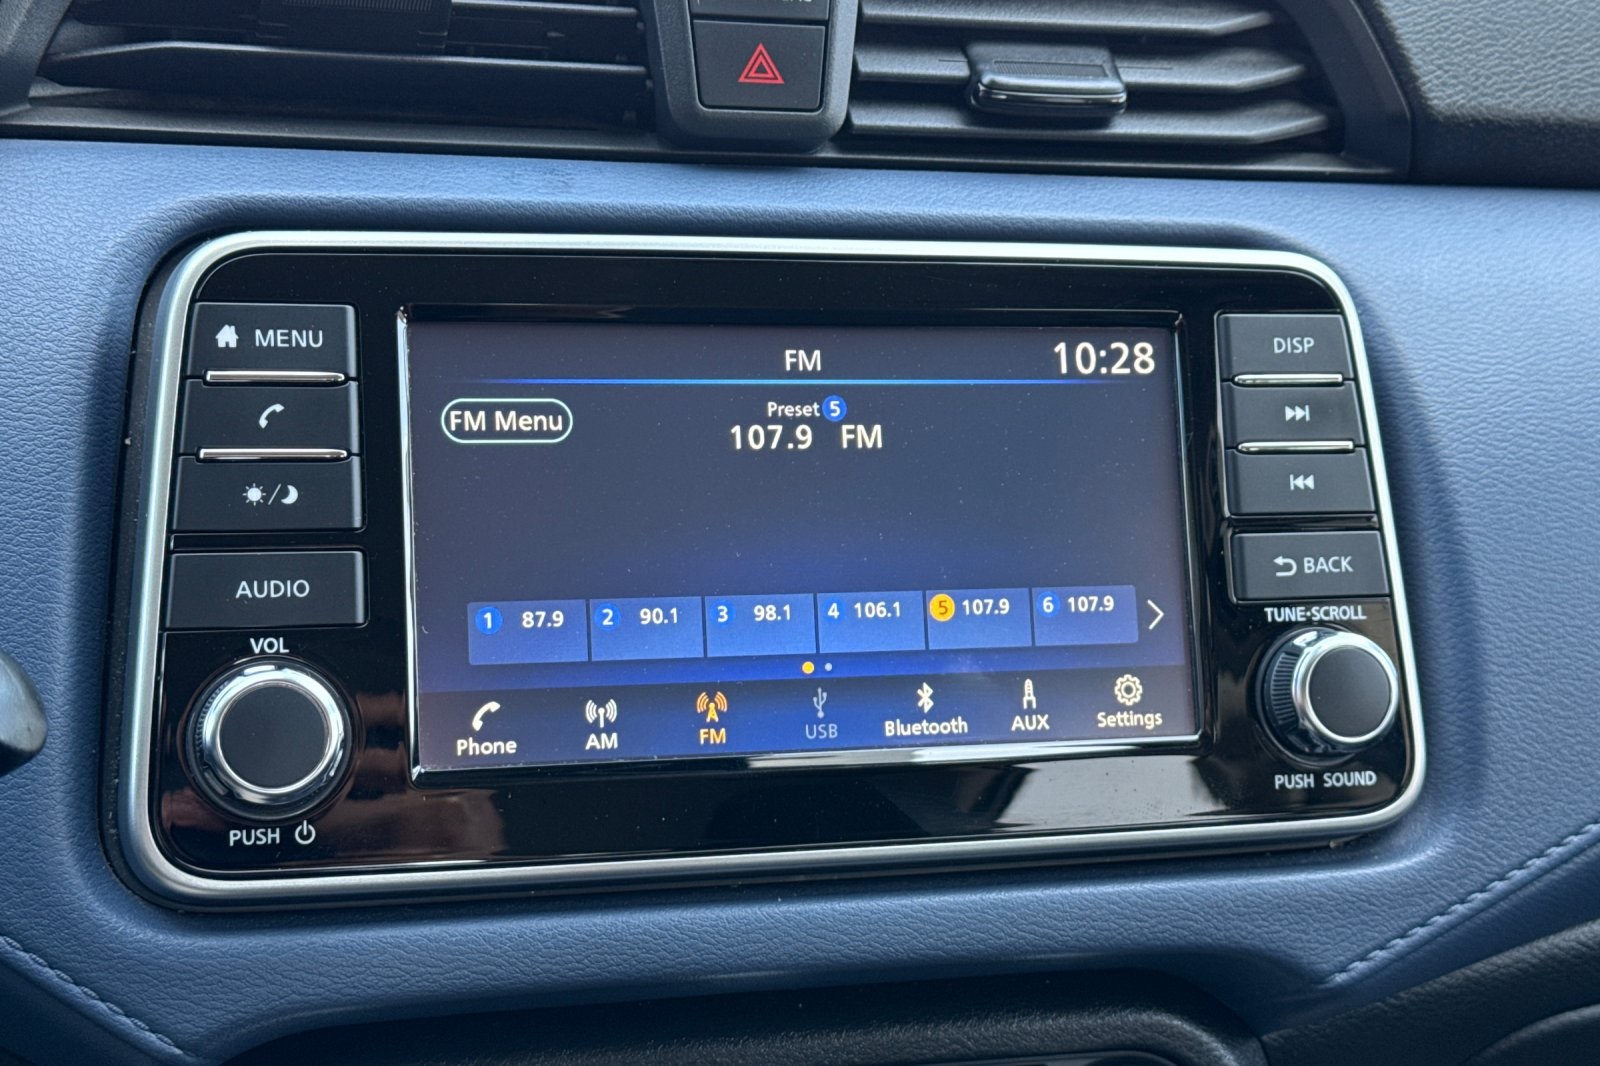 MENU
DISP
FM
10:28
FM Menu
Preset 5
107.9 FM
AUDIO
BACK
1 87.9
2 90.1
3 98.1
4 106.1
5 107.9
6 107.9
VOL
TUNE·SCROLL
Phone
AM
FM
USB
Bluetooth
AUX
Settings
PUSH
PUSH SOUND